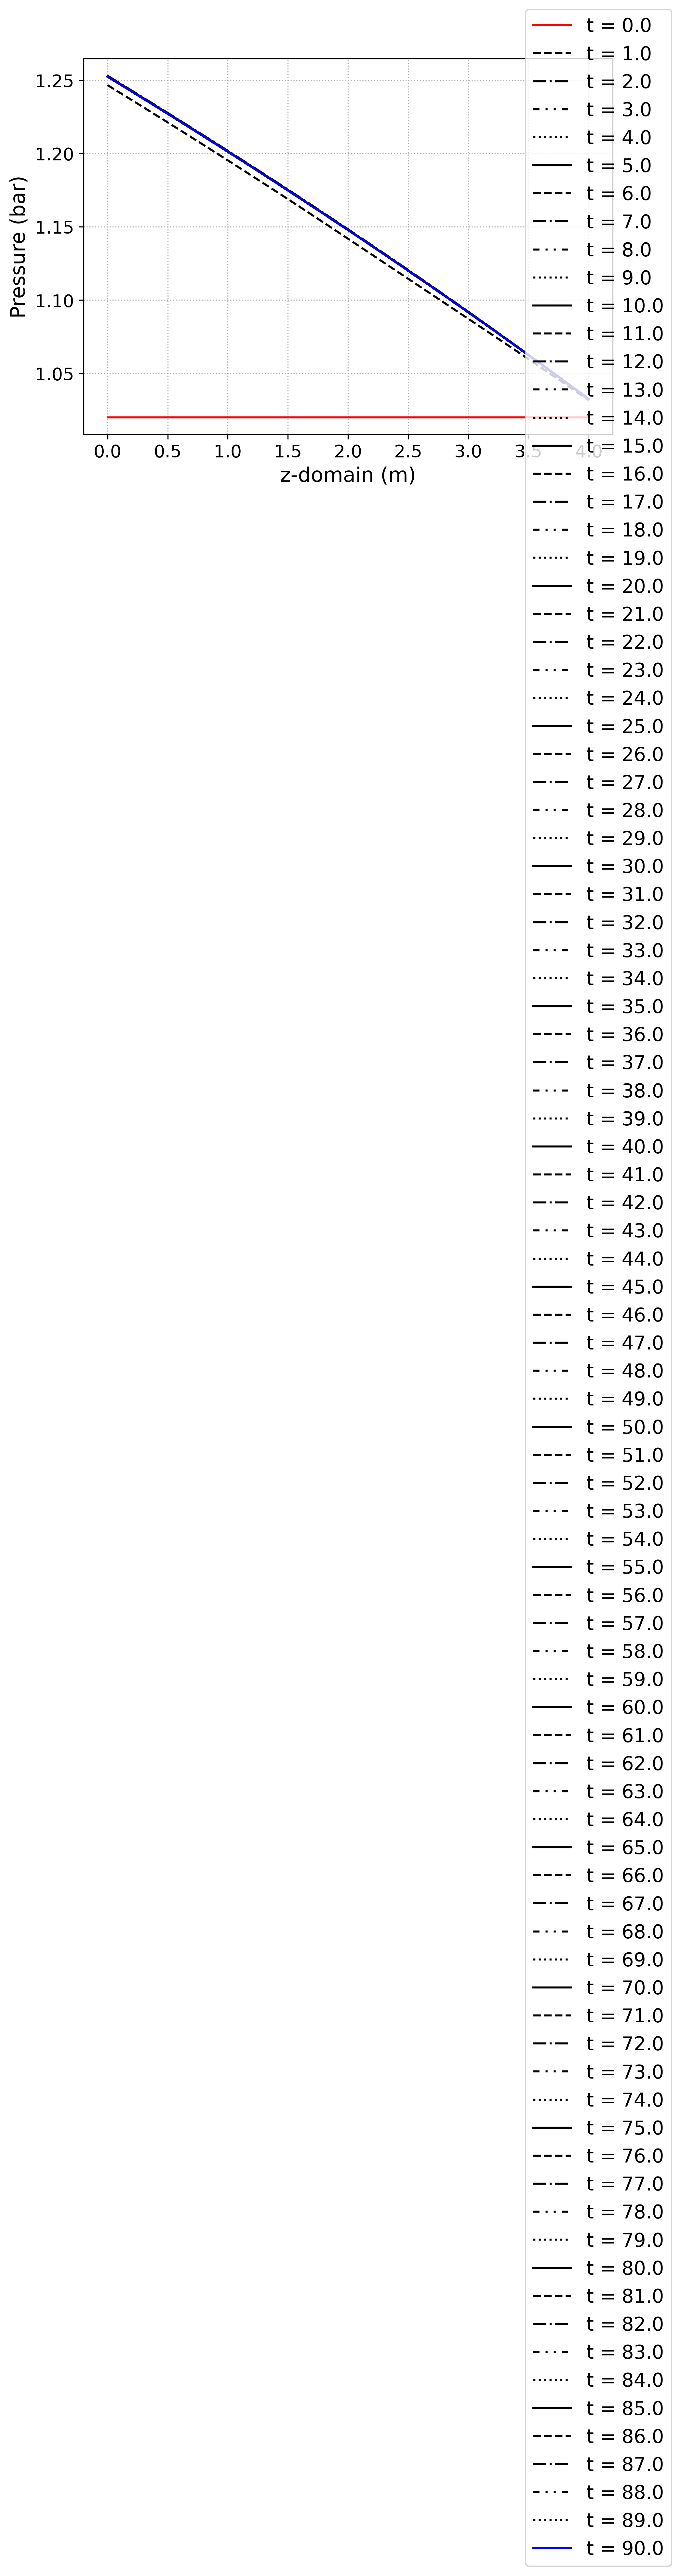 1.25
1.20
1.15
1.10
1.05
Pressure (bar)
0.0 0.5 1.0 1.5 2.0 2.5 3.0 3.5 4.0
z-domain (m)
t = 0.0
t = 1.0
t = 2.0
t = 3.0
t = 4.0
t = 5.0
t = 6.0
t = 7.0
t = 8.0
t = 9.0
t = 10.0
t = 11.0
t = 12.0
t = 13.0
t = 14.0
t = 15.0
t = 16.0
t = 17.0
t = 18.0
t = 19.0
t = 20.0
t = 21.0
t = 22.0
t = 23.0
t = 24.0
t = 25.0
t = 26.0
t = 27.0
t = 28.0
t = 29.0
t = 30.0
t = 31.0
t = 32.0
t = 33.0
t = 34.0
t = 35.0
t = 36.0
t = 37.0
t = 38.0
t = 39.0
t = 40.0
t = 41.0
t = 42.0
t = 43.0
t = 44.0
t = 45.0
t = 46.0
t = 47.0
t = 48.0
t = 49.0
t = 50.0
t = 51.0
t = 52.0
t = 53.0
t = 54.0
t = 55.0
t = 56.0
t = 57.0
t = 58.0
t = 59.0
t = 60.0
t = 61.0
t = 62.0
t = 63.0
t = 64.0
t = 65.0
t = 66.0
t = 67.0
t = 68.0
t = 69.0
t = 70.0
t = 71.0
t = 72.0
t = 73.0
t = 74.0
t = 75.0
t = 76.0
t = 77.0
t = 78.0
t = 79.0
t = 80.0
t = 81.0
t = 82.0
t = 83.0
t = 84.0
t = 85.0
t = 86.0
t = 87.0
t = 88.0
t = 89.0
t = 90.0